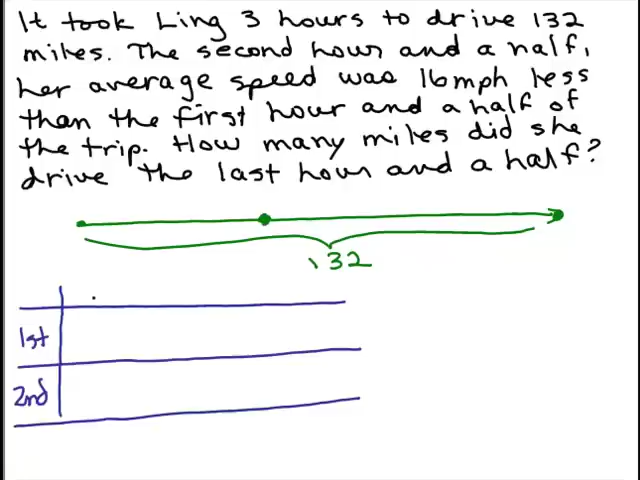 It took Ling 3 hours to drive 132
miles. The second hour and a half,
her average speed was 16mph less
than the first hour and a half of
the trip. How many miles did she
drive the last hour and a half?
132
1st
2nd